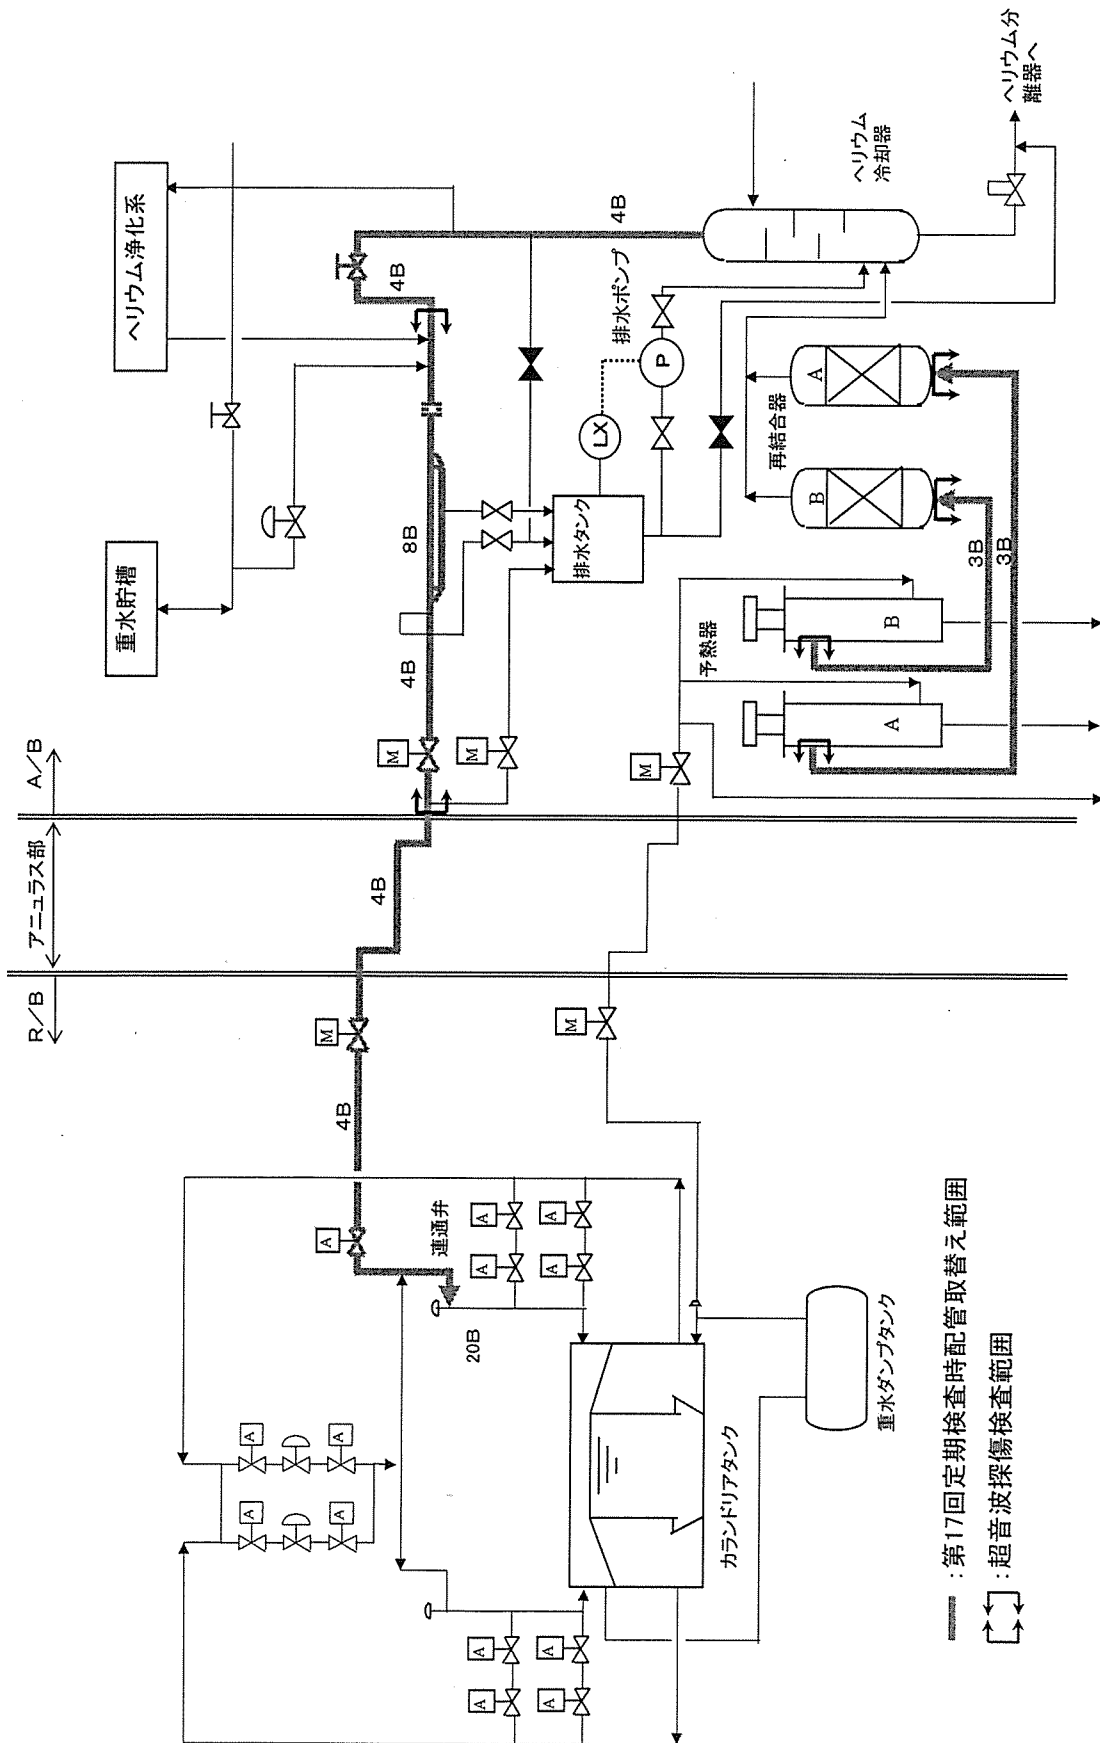 R/B
アニュラス部
A/B
重水貯槽
ヘリウム浄化系
A
A
A
A
A
M
4B
4B
M
4B
8B
4B
4B
M
LX
P
排水タンク
排水ポンプ
ヘリウム
冷却器
ヘリウム分
離器へ
A
A
A
A
連通弁
20B
A
A
A
A
M
M
カランドリアタンク
重水ダンプタンク
予熱器
A
B
再結合器
B
A
3B
3B
:第17回定期検査時配管取替え範囲
:超音波探傷検査範囲